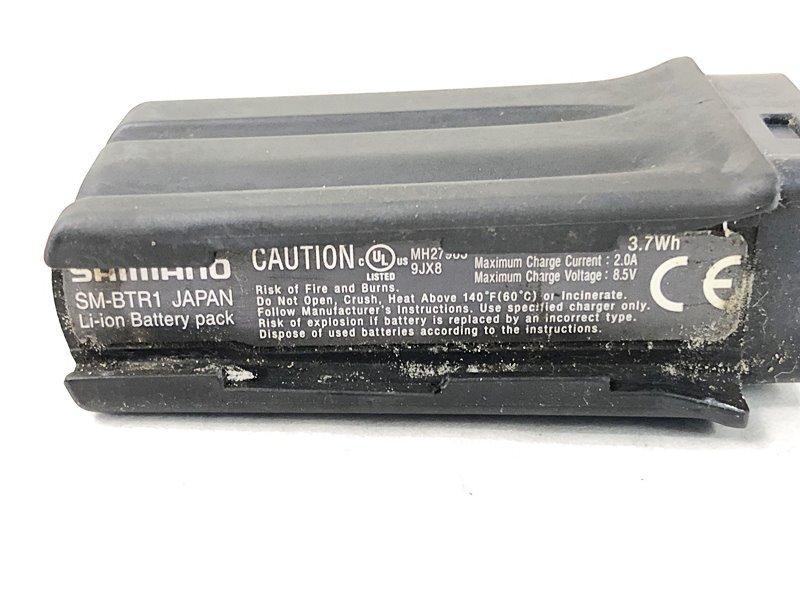 SHIMANO
SM-BTR1 JAPAN
Li-ion Battery pack
CAUTION
C UL US
LISTED
9JX8
3.7Wh
Maximum Charge Current : 2.0A
Maximum Charge Voltage : 8.5V
CE
Risk of Fire and Burns.
Do Not Open, Crush, Heat Above 140°F(60°C) or Incinerate.
Follow Manufacturer's Instructions. Use specified charger only.
Risk of explosion if battery is replaced by an incorrect type.
Dispose of used batteries according to the instructions.